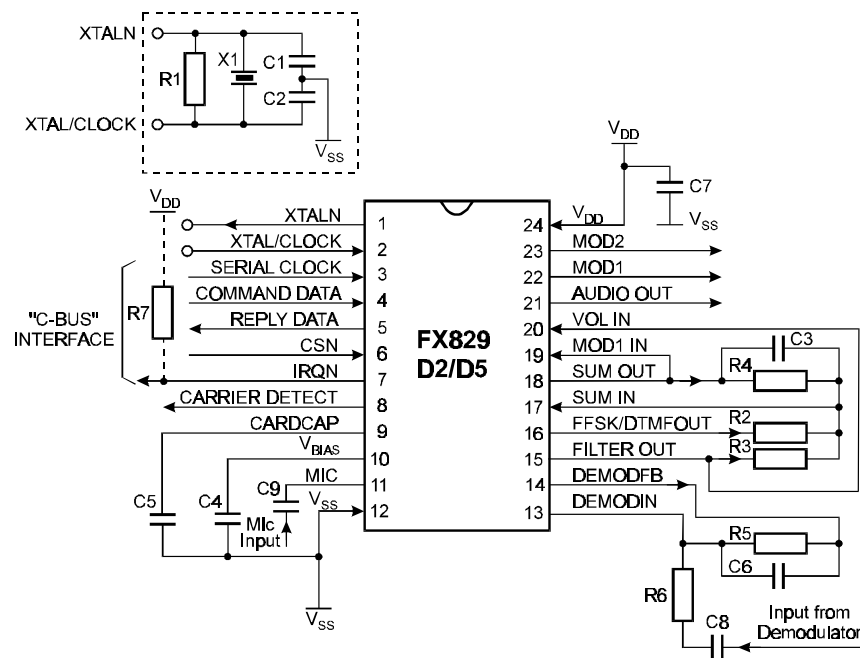 XTALN
R1
X1
C1
C2
XTAL/CLOCK
VSS
VDD
C7
VSS
VDD
"C-BUS"
INTERFACE
R7
XTALN
XTAL/CLOCK
SERIAL CLOCK
COMMAND DATA
REPLY DATA
CSN
IRQN
CARRIER DETECT
CARDCAP
VBIAS
MIC
VSS
C5
C4
C9
MIc
Input
VSS
1
2
3
4
5
6
7
8
9
10
11
12
FX829
D2/D5
24
23
22
21
20
19
18
17
16
15
14
13
VDD
MOD2
MOD1
AUDIO OUT
VOL IN
MOD1 IN
SUM OUT
SUM IN
FFSK/DTMFOUT
FILTER OUT
DEMODFB
DEMODIN
C3
R4
R2
R3
R5
C6
R6
C8
Input from
Demodulator